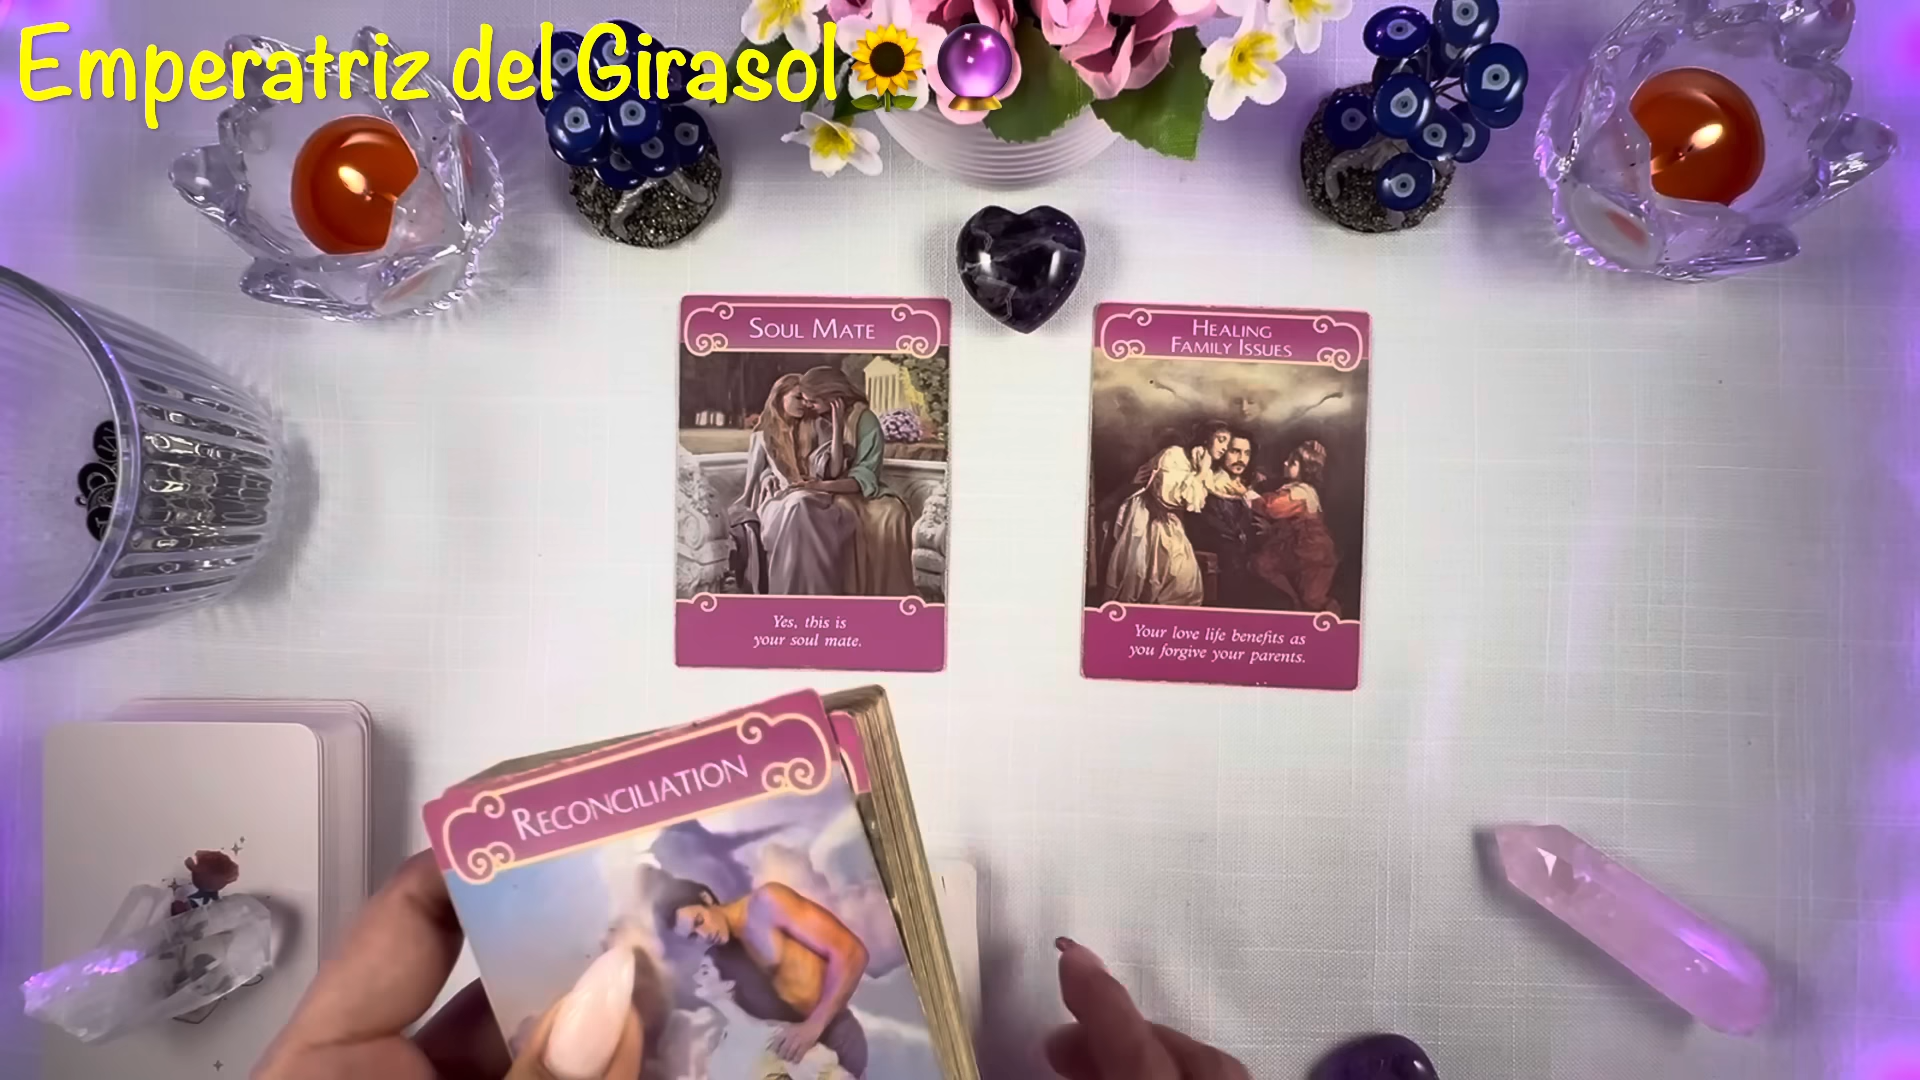 Emperatriz del Girasol🌻🔮
SOUL MATE
Yes, this is
your soul mate.
HEALING
FAMILY ISSUES
Your love life benefits as
you forgive your parents.
RECONCILIATION